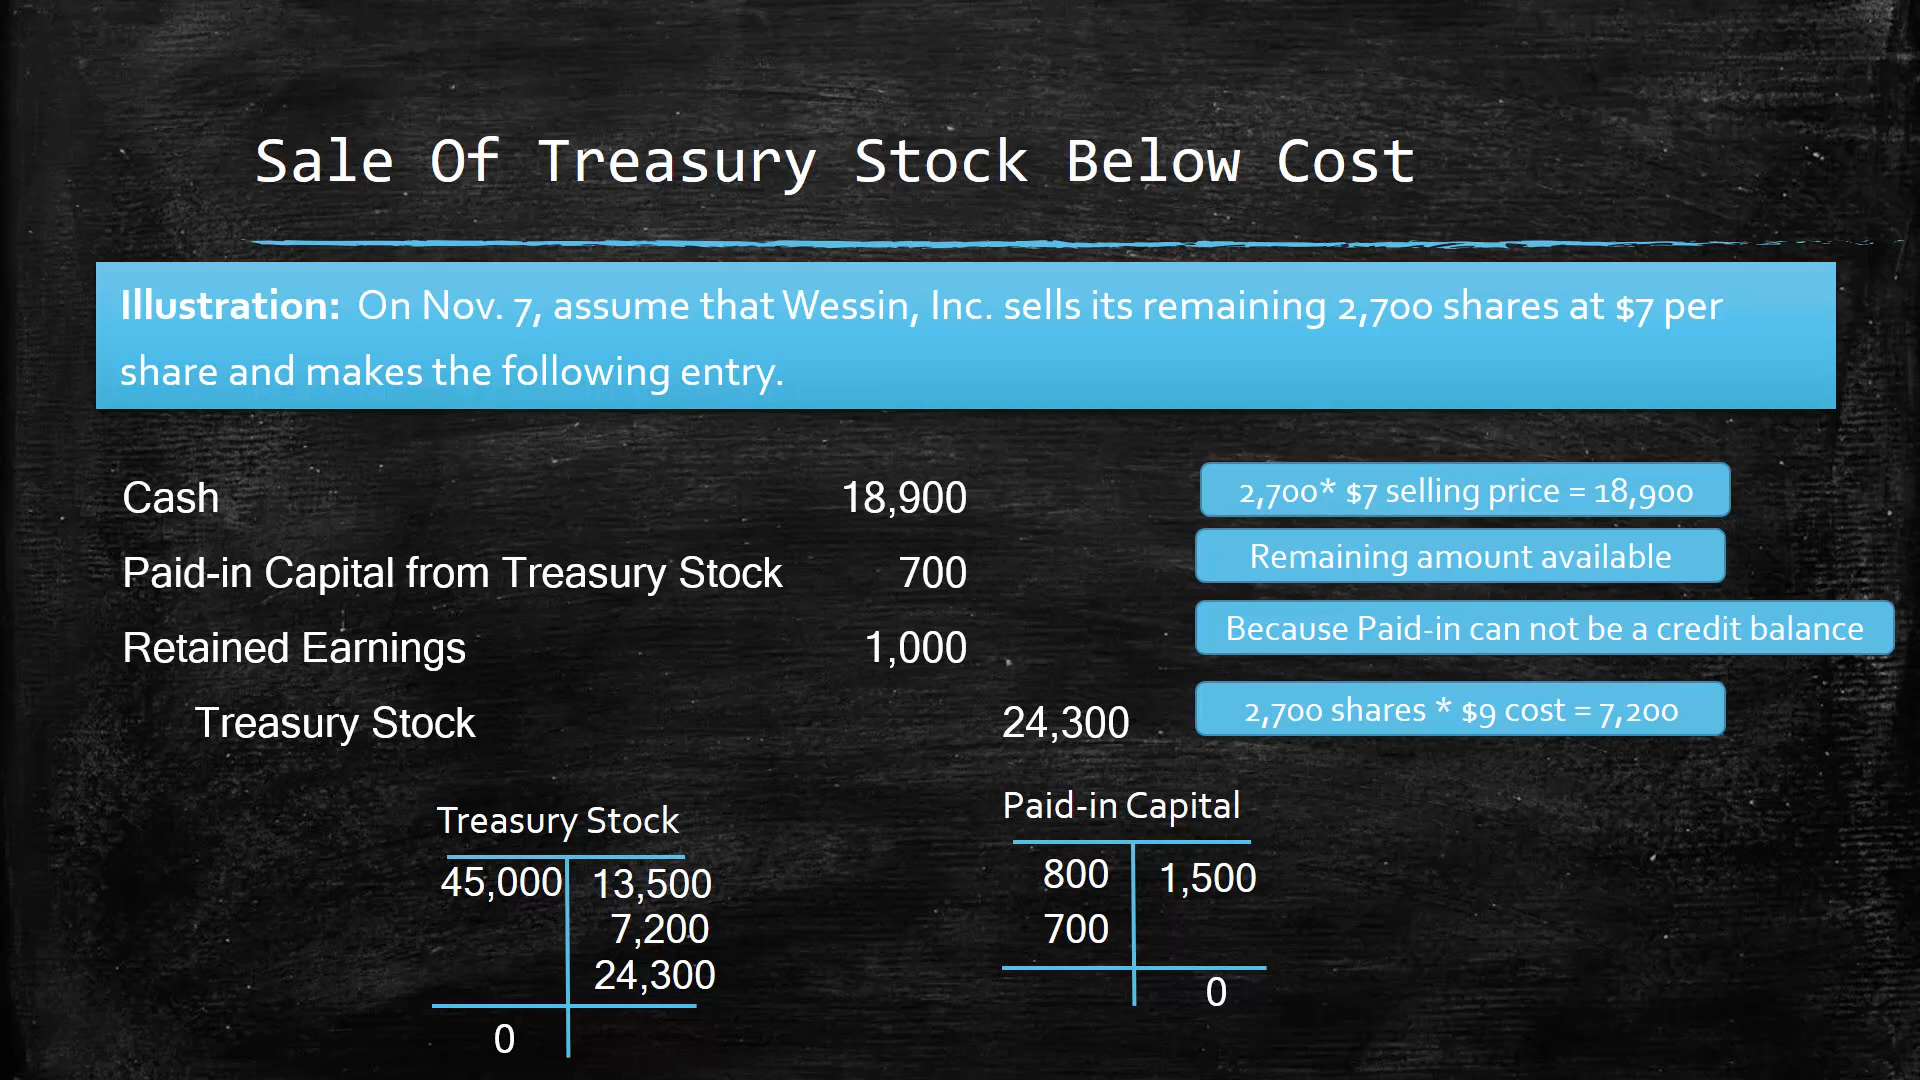 Sale Of Treasury Stock Below Cost
Illustration: On Nov. 7, assume that Wessin, Inc. sells its remaining 2,700 shares at $7 per
share and makes the following entry.
Cash 18,900 2,700* $7 selling price = 18,900
Paid-in Capital from Treasury Stock 700 Remaining amount available
Retained Earnings 1,000 Because Paid-in can not be a credit balance
Treasury Stock 24,300 2,700 shares * $9 cost = 7,200
Treasury Stock
45,000 13,500
7,200
24,300
0
Paid-in Capital
800 1,500
700
0